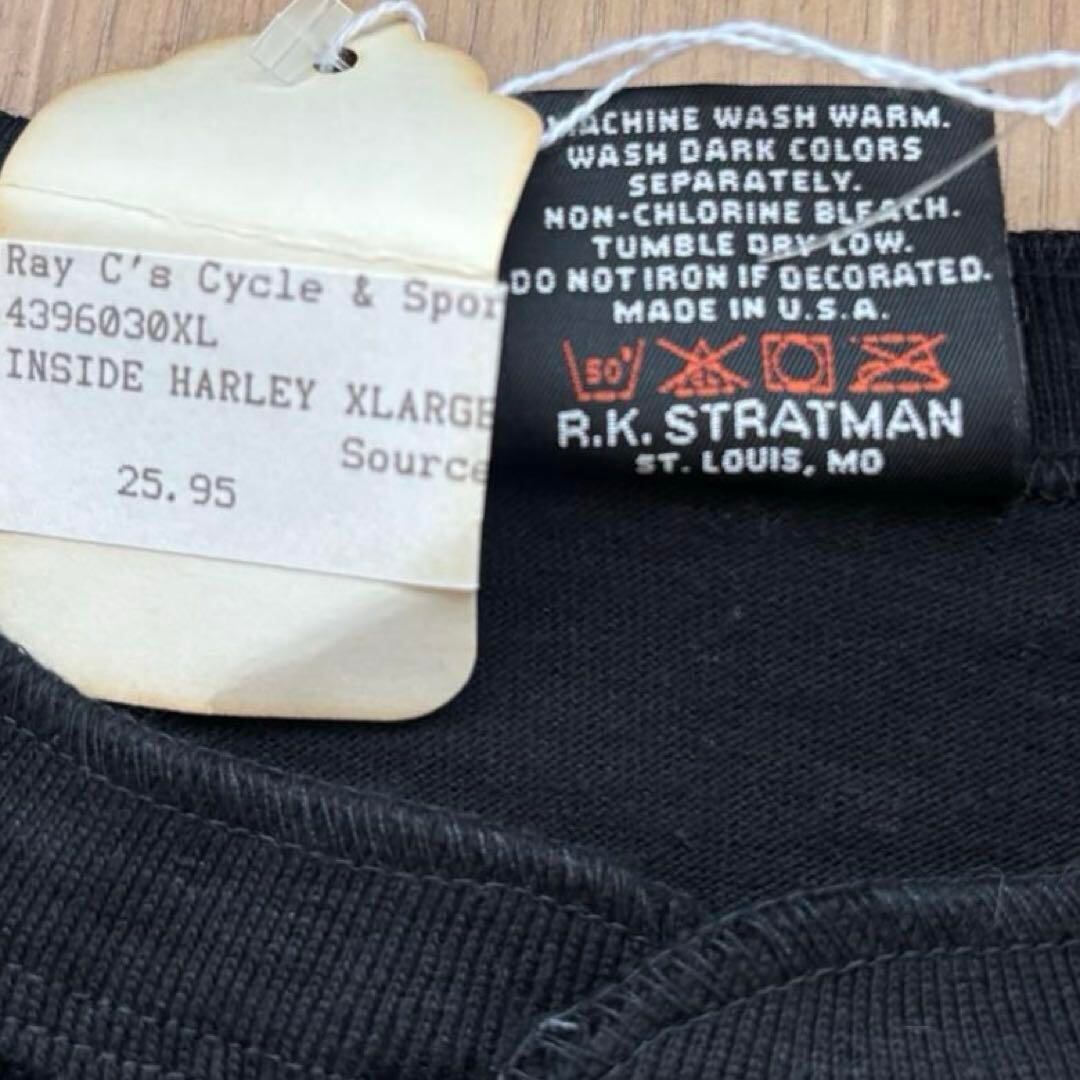 Ray C's Cycle & Spor
4396030XL
INSIDE HARLEY XLARGE
Source
25.95
MACHINE WASH WARM.
WASH DARK COLORS
SEPARATELY.
NON-CHLORINE BLEACH.
TUMBLE DRY LOW.
DO NOT IRON IF DECORATED.
MADE IN U.S.A.
50° CL
R.K. STRATMAN
ST. LOUIS, MO